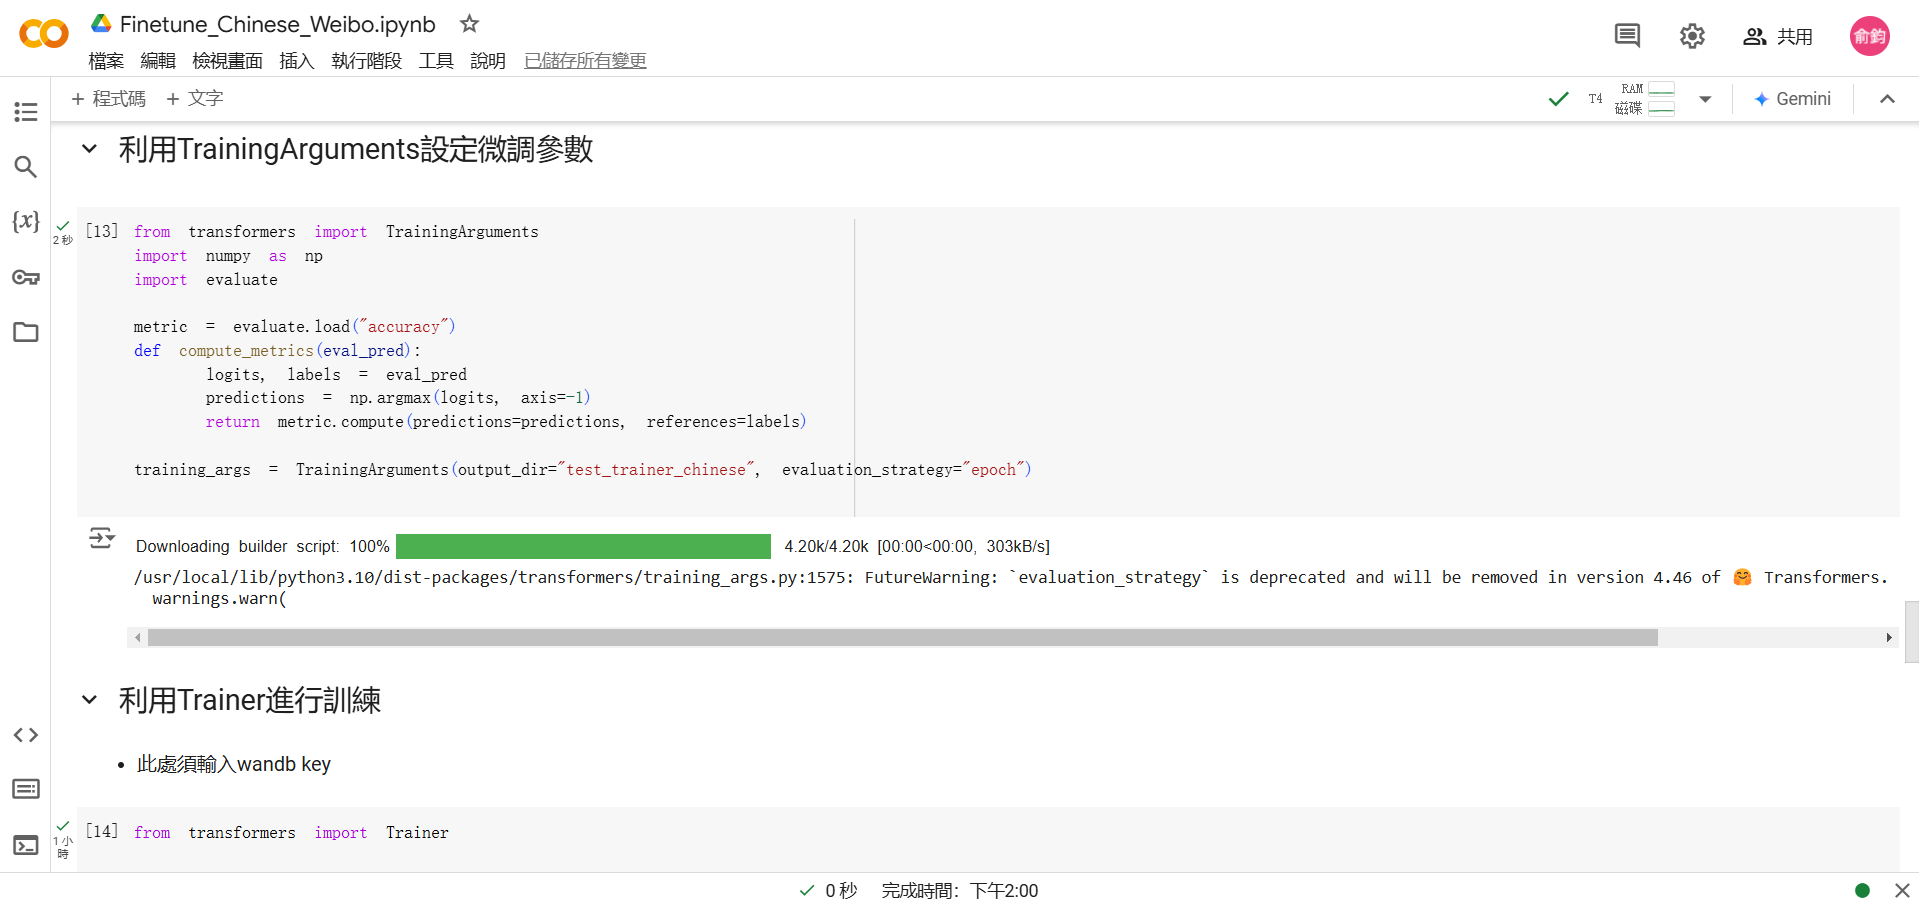 Finetune_Chinese_Weibo.ipynb
檔案 編輯 檢視畫面 插入 執行階段 工具 說明 已儲存所有變更
共用
俞鈞
+ 程式碼 + 文字
T4
RAM
磁碟
Gemini
利用TrainingArguments設定微調參數
{x}
2 秒
[13] from transformers import TrainingArguments
import numpy as np
import evaluate
metric = evaluate.load("accuracy")
def compute_metrics(eval_pred):
logits, labels = eval_pred
predictions = np.argmax(logits, axis=-1)
return metric.compute(predictions=predictions, references=labels)
training_args = TrainingArguments(output_dir="test_trainer_chinese", evaluation_strategy="epoch")
Downloading builder script: 100% 4.20k/4.20k [00:00<00:00, 303kB/s]
/usr/local/lib/python3.10/dist-packages/transformers/training_args.py:1575: FutureWarning: `evaluation_strategy` is deprecated and will be removed in version 4.46 of 🤗 Transformers.
warnings.warn(
利用Trainer進行訓練
• 此處須輸入wandb key
1 小時
[14] from transformers import Trainer
0 秒 完成時間：下午2:00